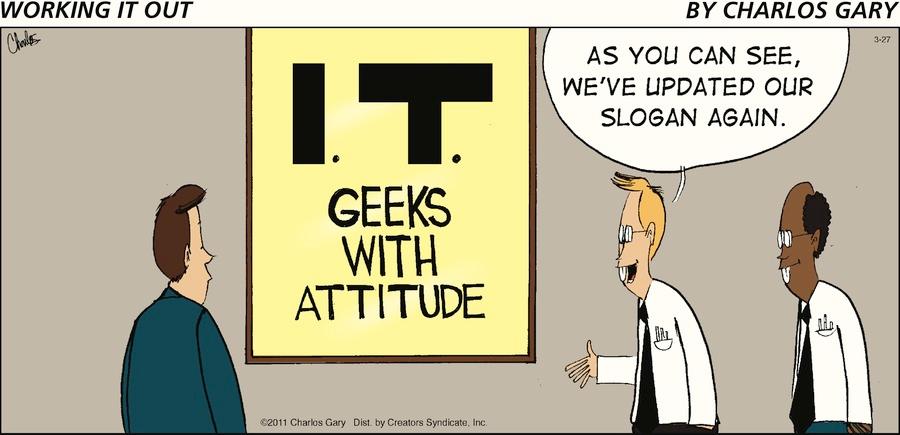 WORKING IT OUT
BY CHARLOS GARY
Charlos
3-27
I.T.
GEEKS
WITH
ATTITUDE
AS YOU CAN SEE,
WE'VE UPDATED OUR
SLOGAN AGAIN.
©2011 Charlos Gary Dist. by Creators Syndicate, Inc.